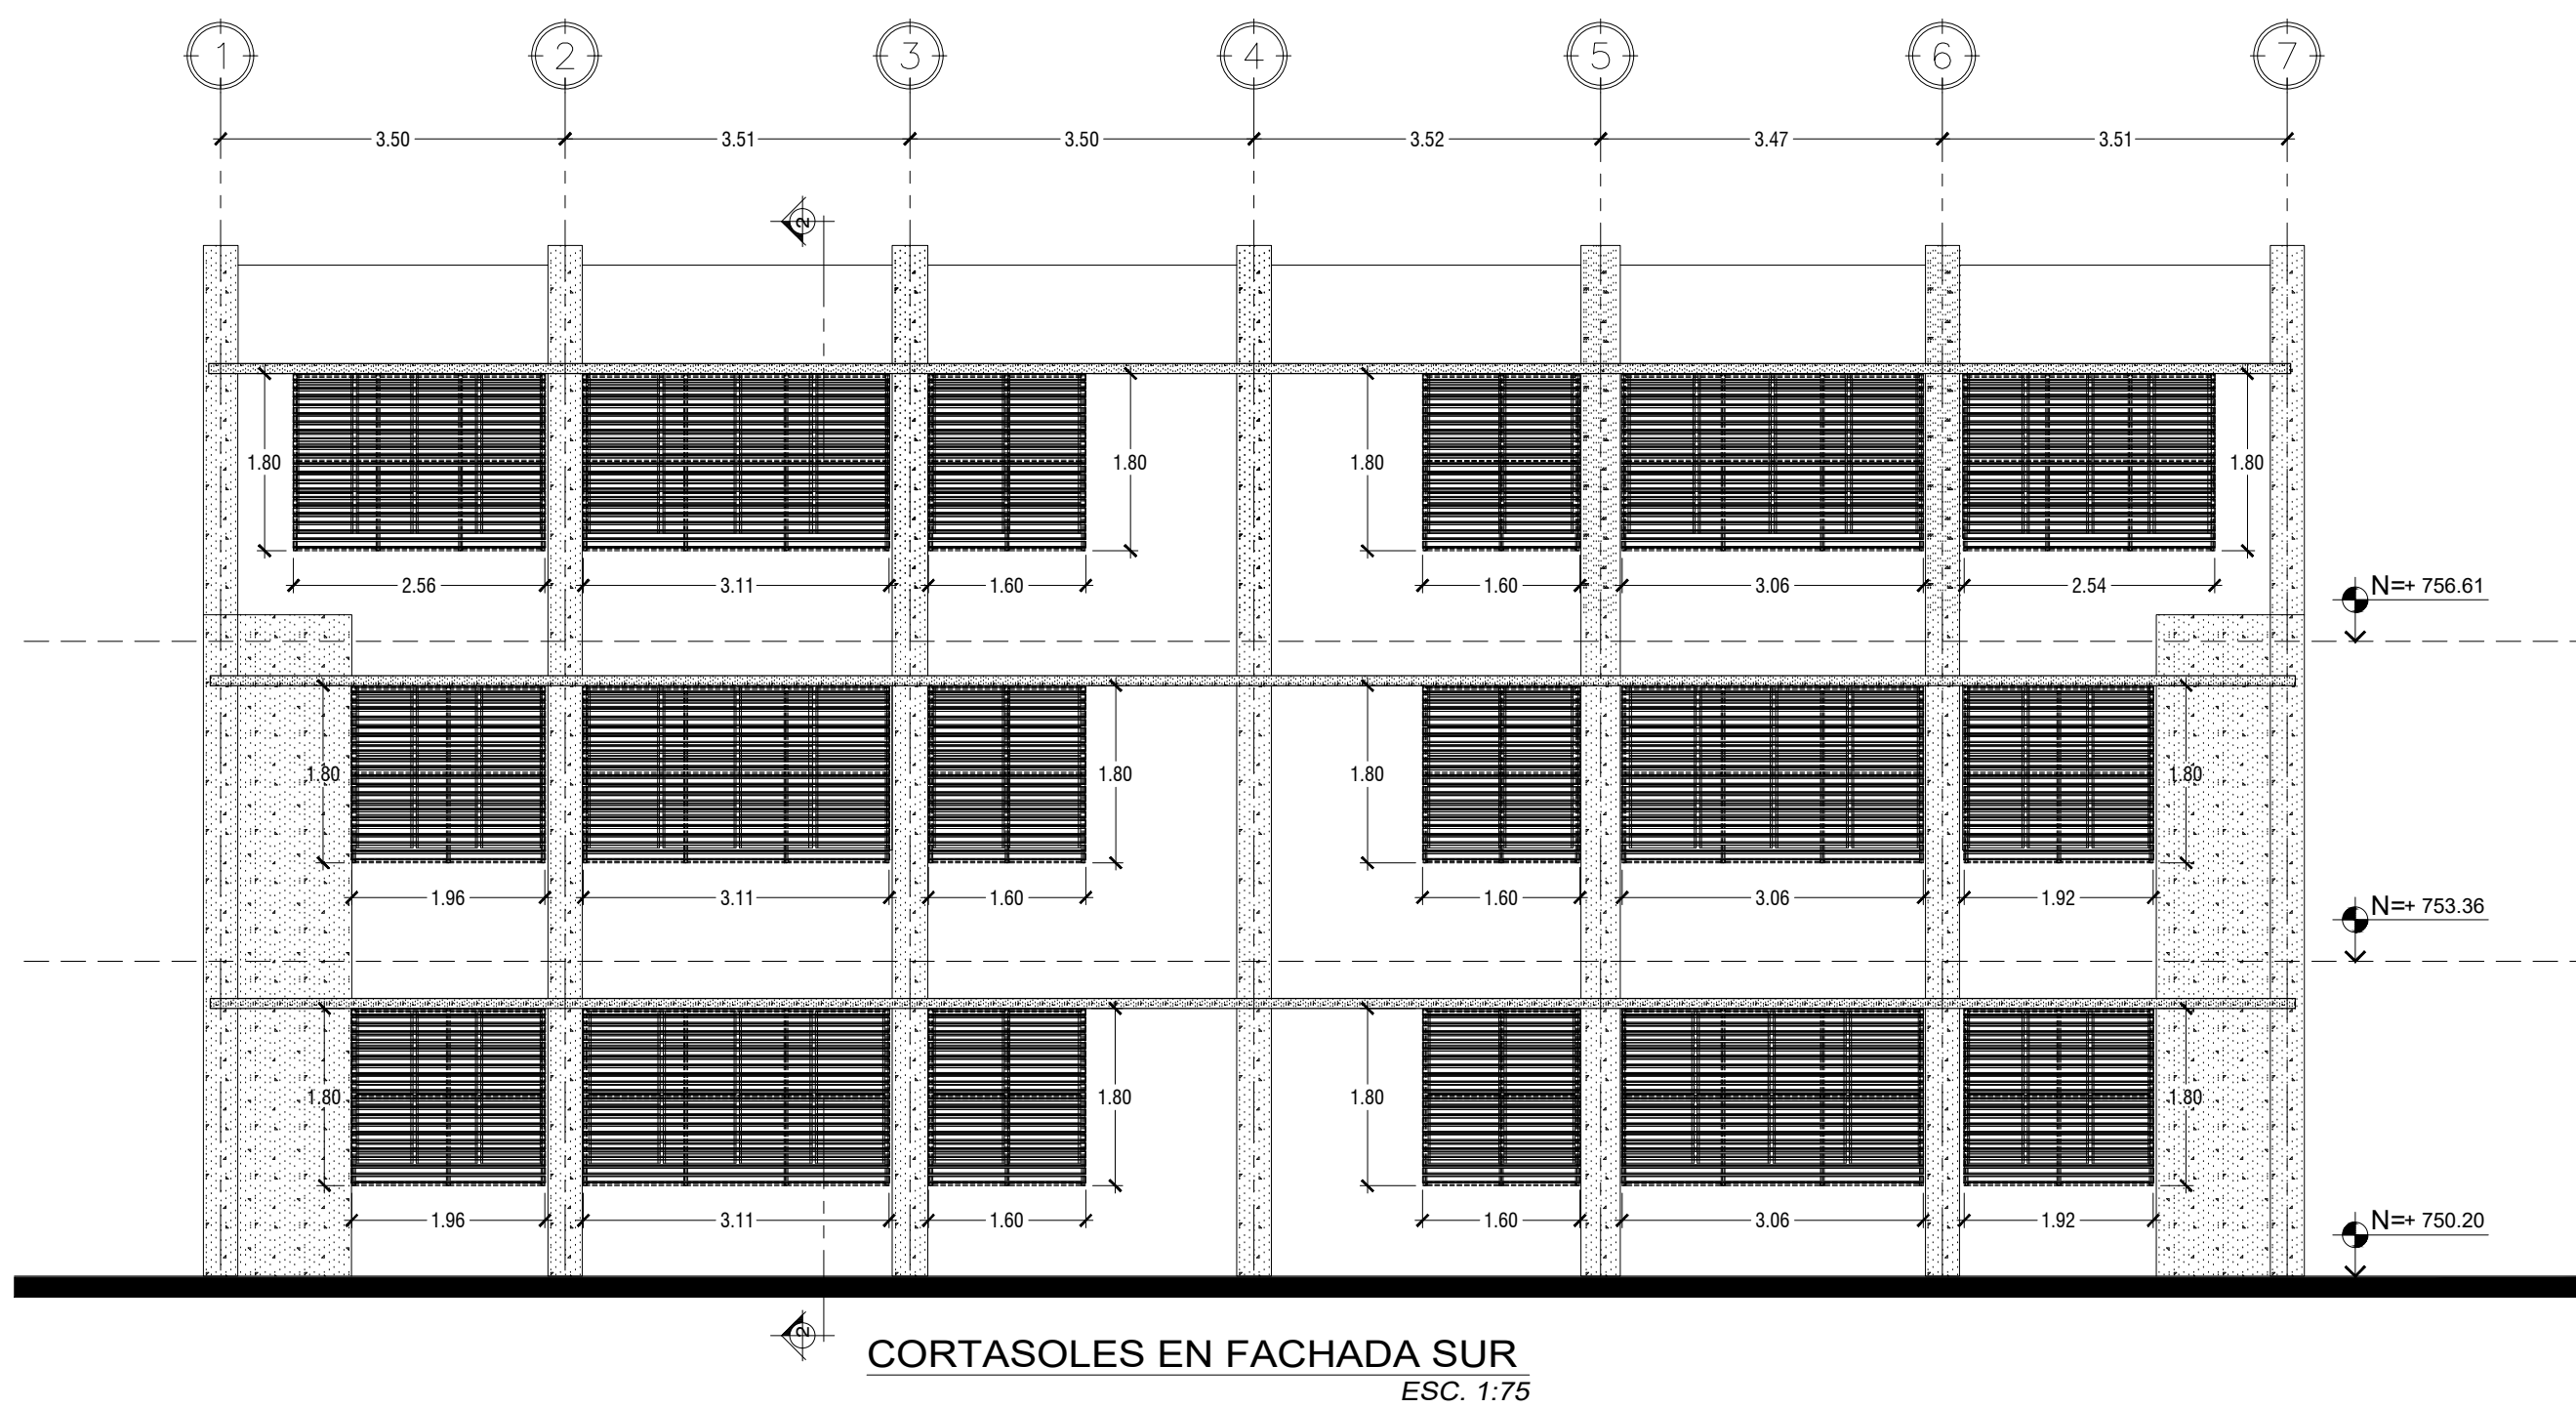 1 2 3 4 5 6 7
3.50 3.51 3.50 3.52 3.47 3.51
2
1.80 1.80 1.80 1.80
2.56 3.11 1.60 1.60 3.06 2.54
N=+ 756.61
1.80 1.80 1.80 1.80
1.96 3.11 1.60 1.60 3.06 1.92
N=+ 753.36
1.80 1.80 1.80 1.80
1.96 3.11 1.60 1.60 3.06 1.92
N=+ 750.20
2
CORTASOLES EN FACHADA SUR
ESC. 1:75